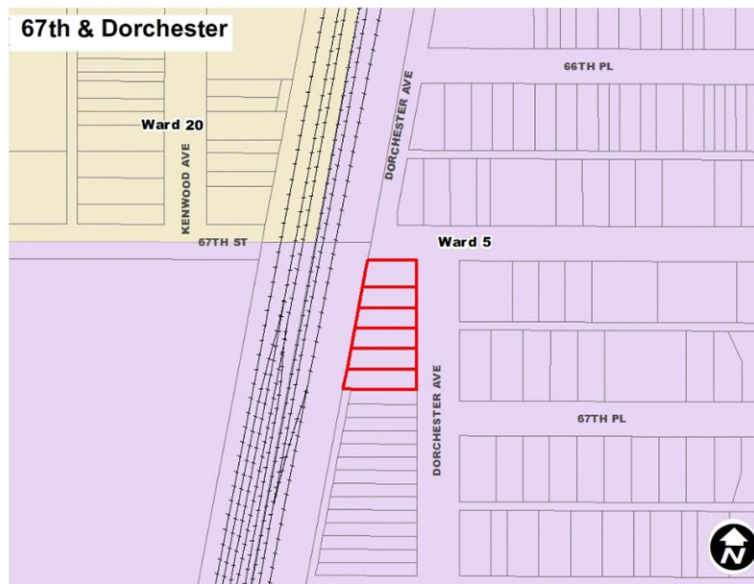 67th & Dorchester
66TH PL
DORCHESTER AVE
Ward 20
KENWOOD AVE
67TH ST
Ward 5
DORCHESTER AVE
67TH PL
N